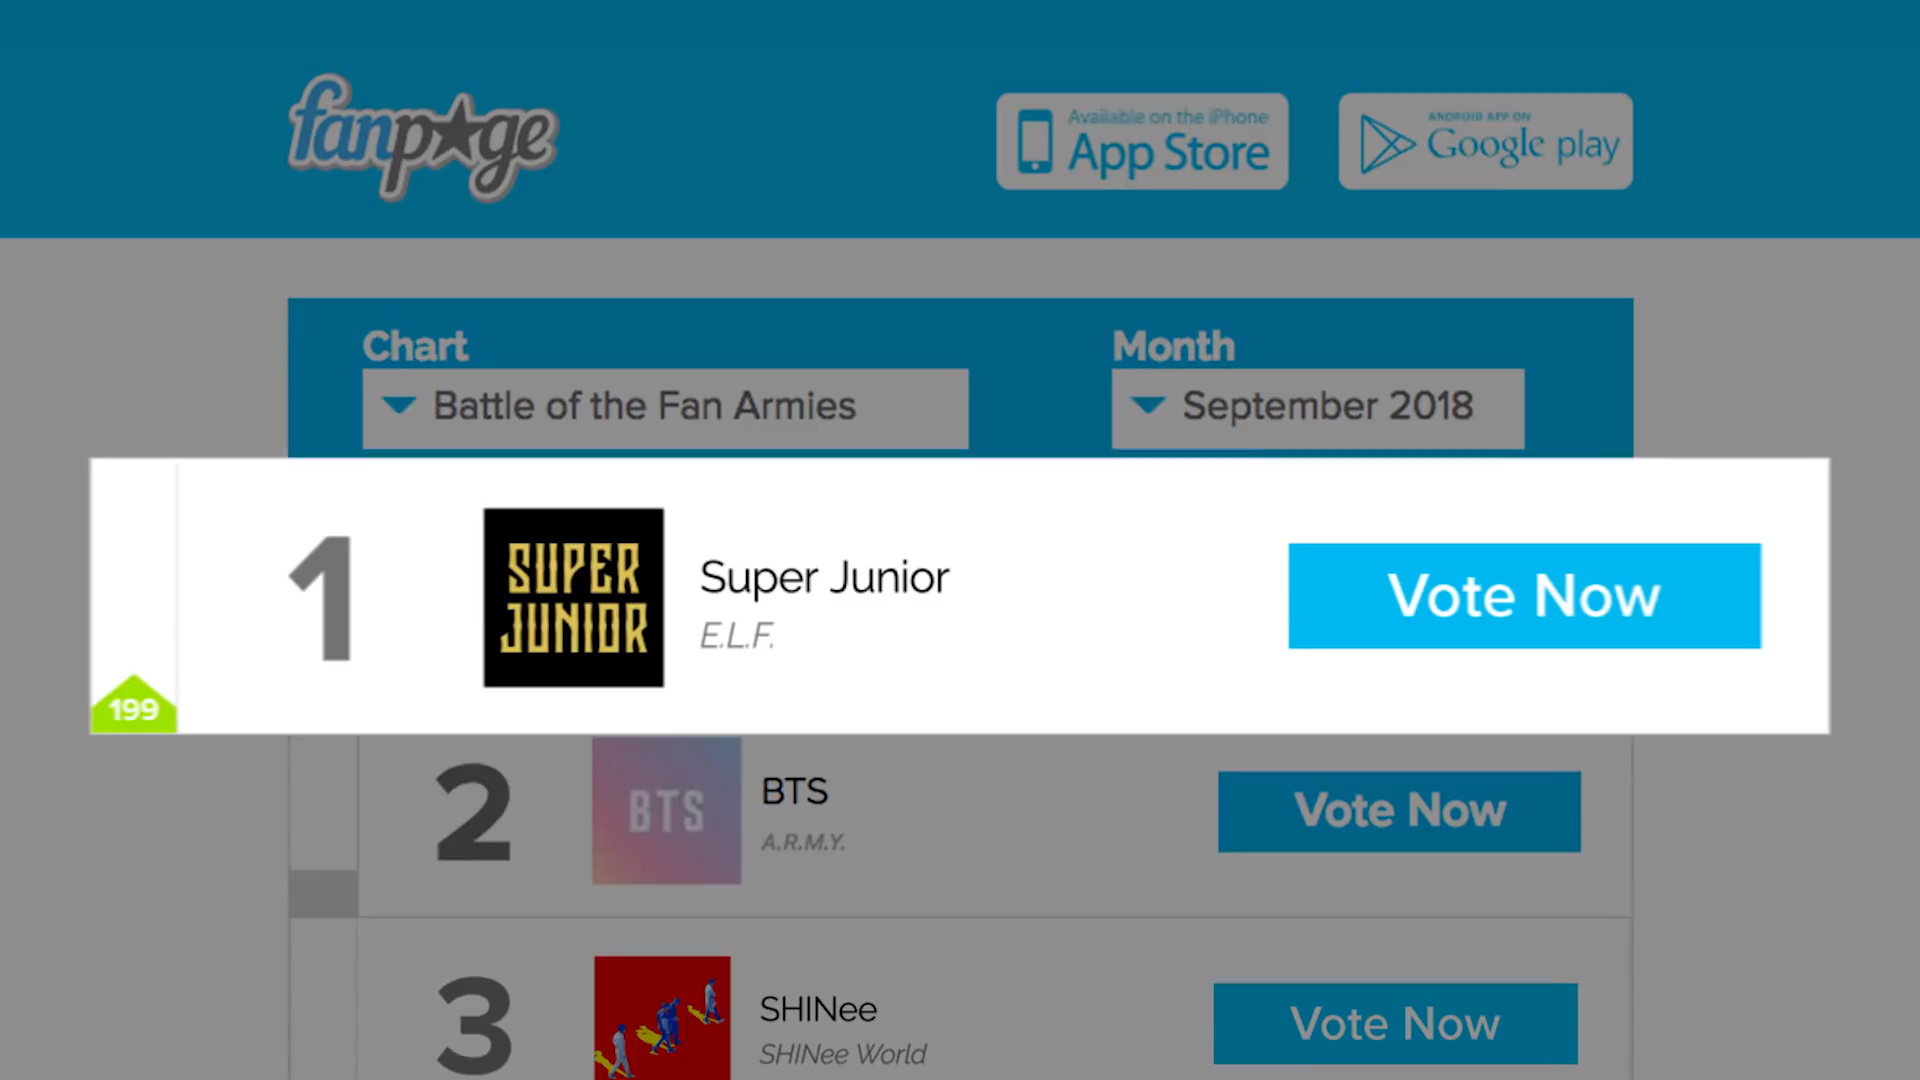 fanpage
Available on the iPhone
App Store
ANDROID APP ON
Google play
Chart
Month
Battle of the Fan Armies
September 2018
1
SUPER
JUNIOR
Super Junior
E.L.F.
Vote Now
199
2
BTS
BTS
A.R.M.Y.
Vote Now
3
SHINee
SHINee World
Vote Now